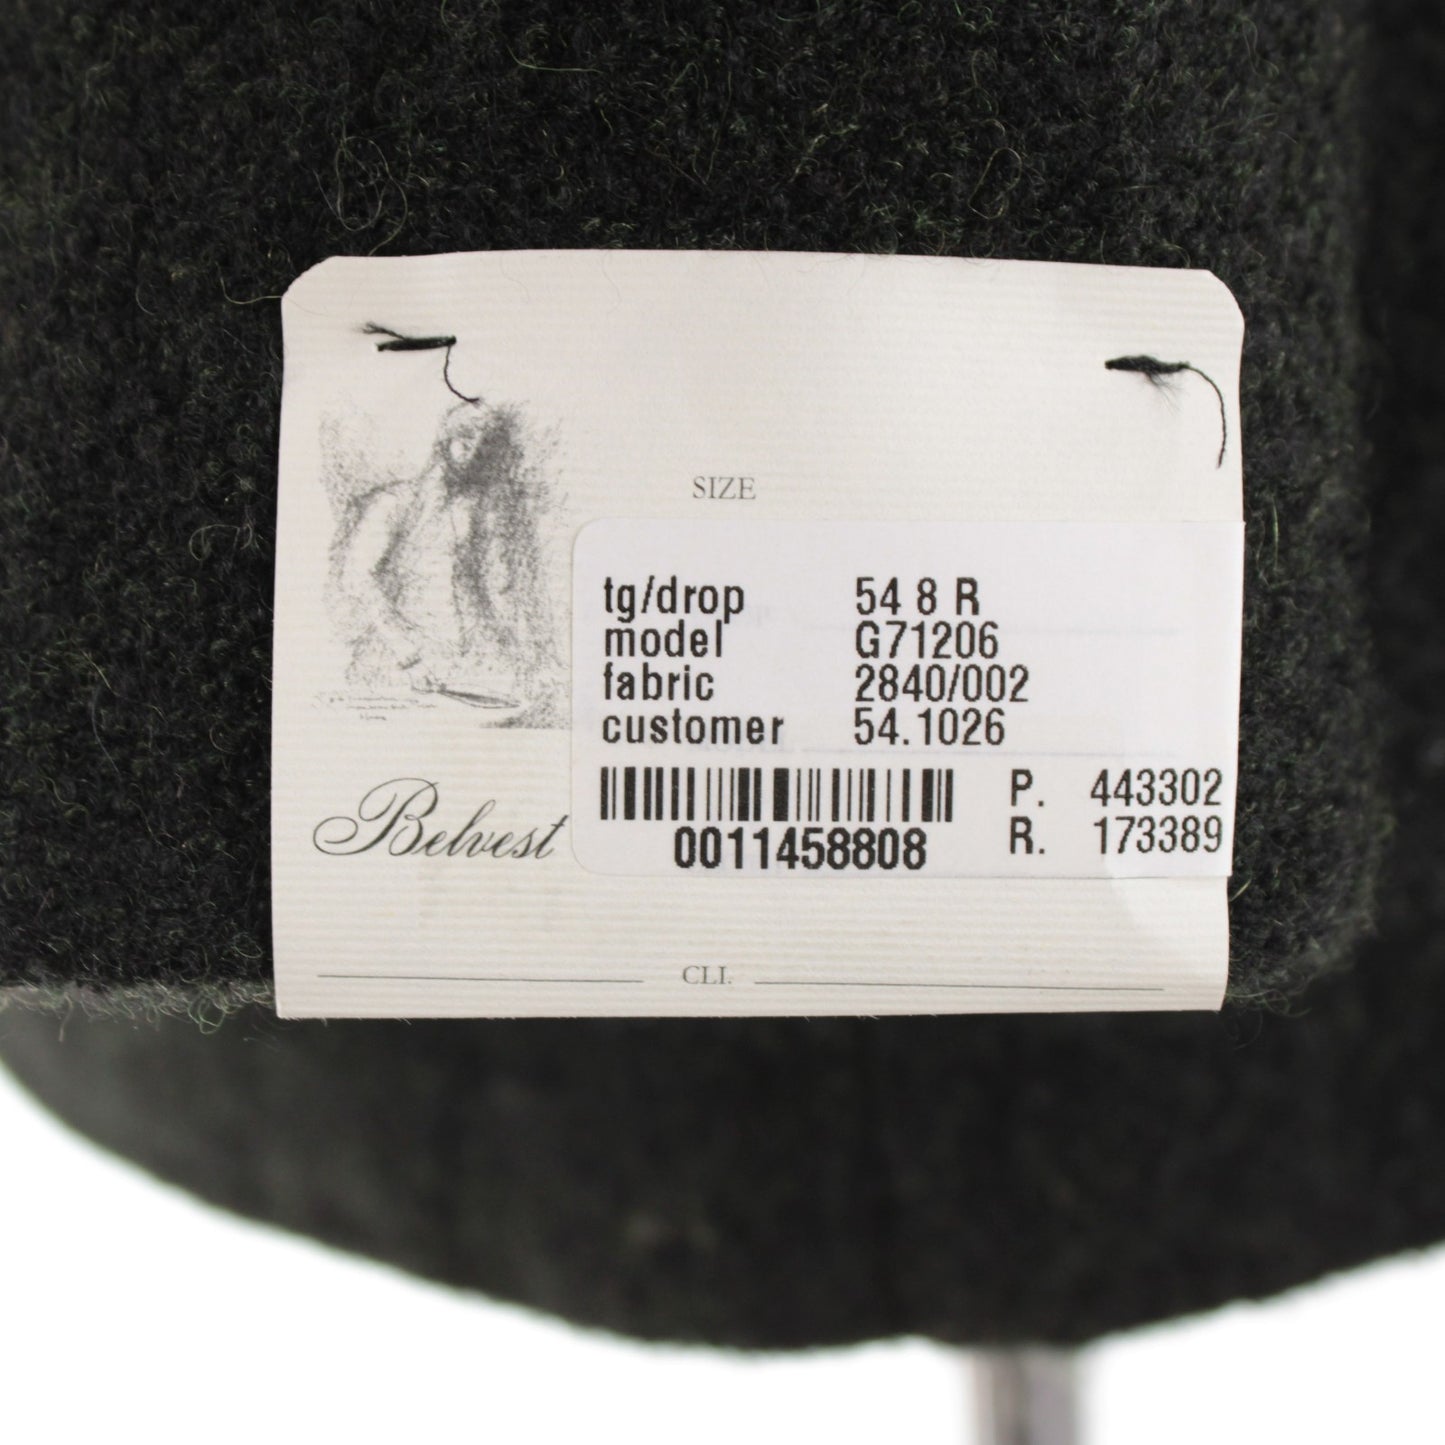 SIZE
tg/drop 54 8 R
model G71206
fabric 2840/002
customer 54.1026
P. 443302
0011458808 R. 173389
Belvest
CLI.